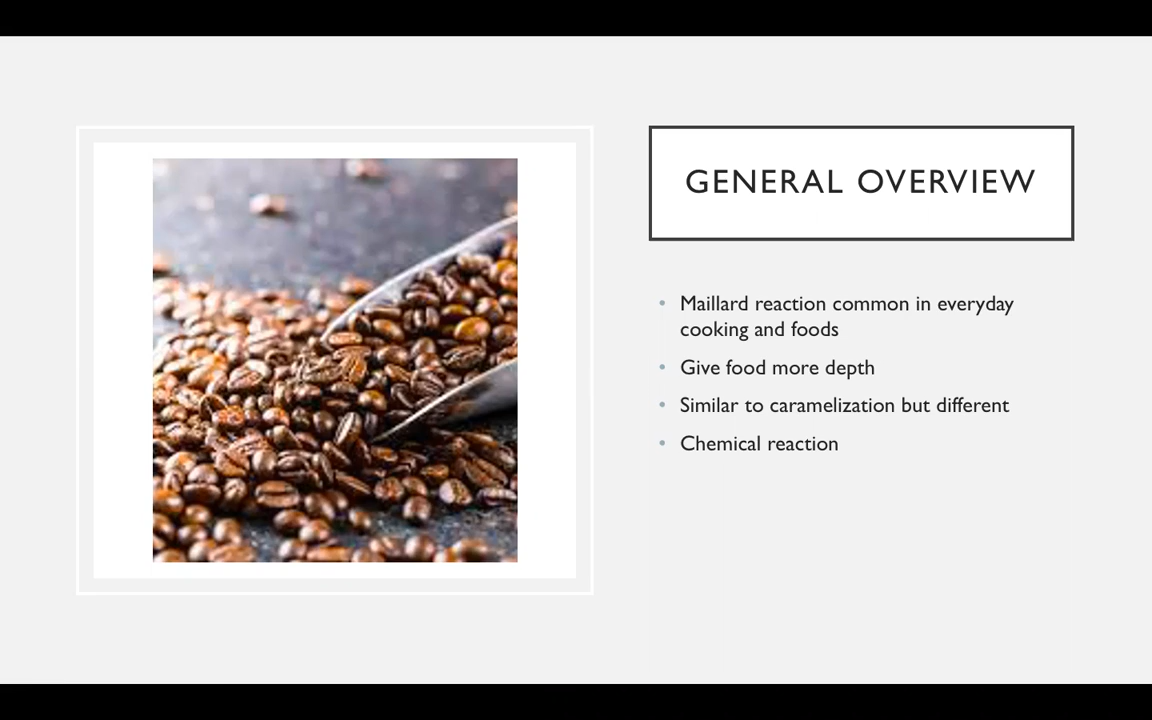 GENERAL OVERVIEW
• Maillard reaction common in everyday
cooking and foods
• Give food more depth
• Similar to caramelization but different
• Chemical reaction